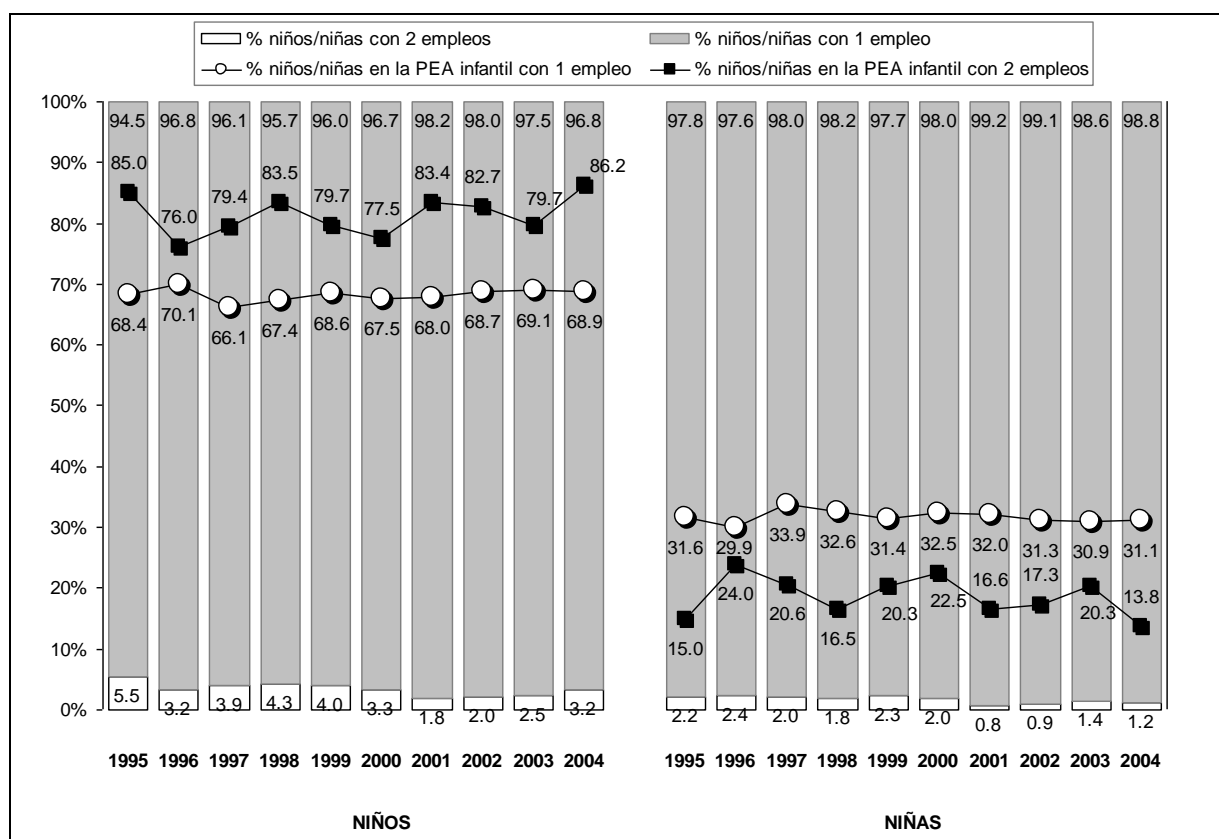 % niños/niñas con 2 empleos % niños/niñas con 1 empleo
% niños/niñas en la PEA infantil con 1 empleo % niños/niñas en la PEA infantil con 2 empleos
100%
90%
80%
70%
60%
50%
40%
30%
20%
10%
0%
94.5 96.8 96.1 95.7 96.0 96.7 98.2 98.0 97.5 96.8
85.0 76.0 79.4 83.5 79.7 77.5 83.4 82.7 79.7 86.2
68.4 70.1 66.1 67.4 68.6 67.5 68.0 68.7 69.1 68.9
5.5 3.2 3.9 4.3 4.0 3.3 1.8 2.0 2.5 3.2
1995 1996 1997 1998 1999 2000 2001 2002 2003 2004
NIÑOS
97.8 97.6 98.0 98.2 97.7 98.0 99.2 99.1 98.6 98.8
31.6 29.9 33.9 32.6 31.4 32.5 32.0 31.3 30.9 31.1
15.0 24.0 20.6 16.5 20.3 22.5 16.6 17.3 20.3 13.8
2.2 2.4 2.0 1.8 2.3 2.0 0.8 0.9 1.4 1.2
1995 1996 1997 1998 1999 2000 2001 2002 2003 2004
NIÑAS